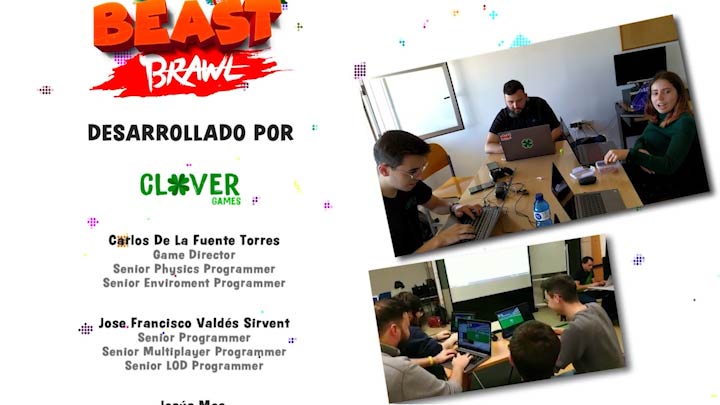 BEAST
BRAWL
DESARROLLADO POR
CLOVER
GAMES
Carlos De La Fuente Torres
Game Director
Senior Physics Programmer
Senior Enviroment Programmer
Jose Francisco Valdés Sirvent
Senior Programmer
Senior Multiplayer Programmer
Senior LOD Programmer